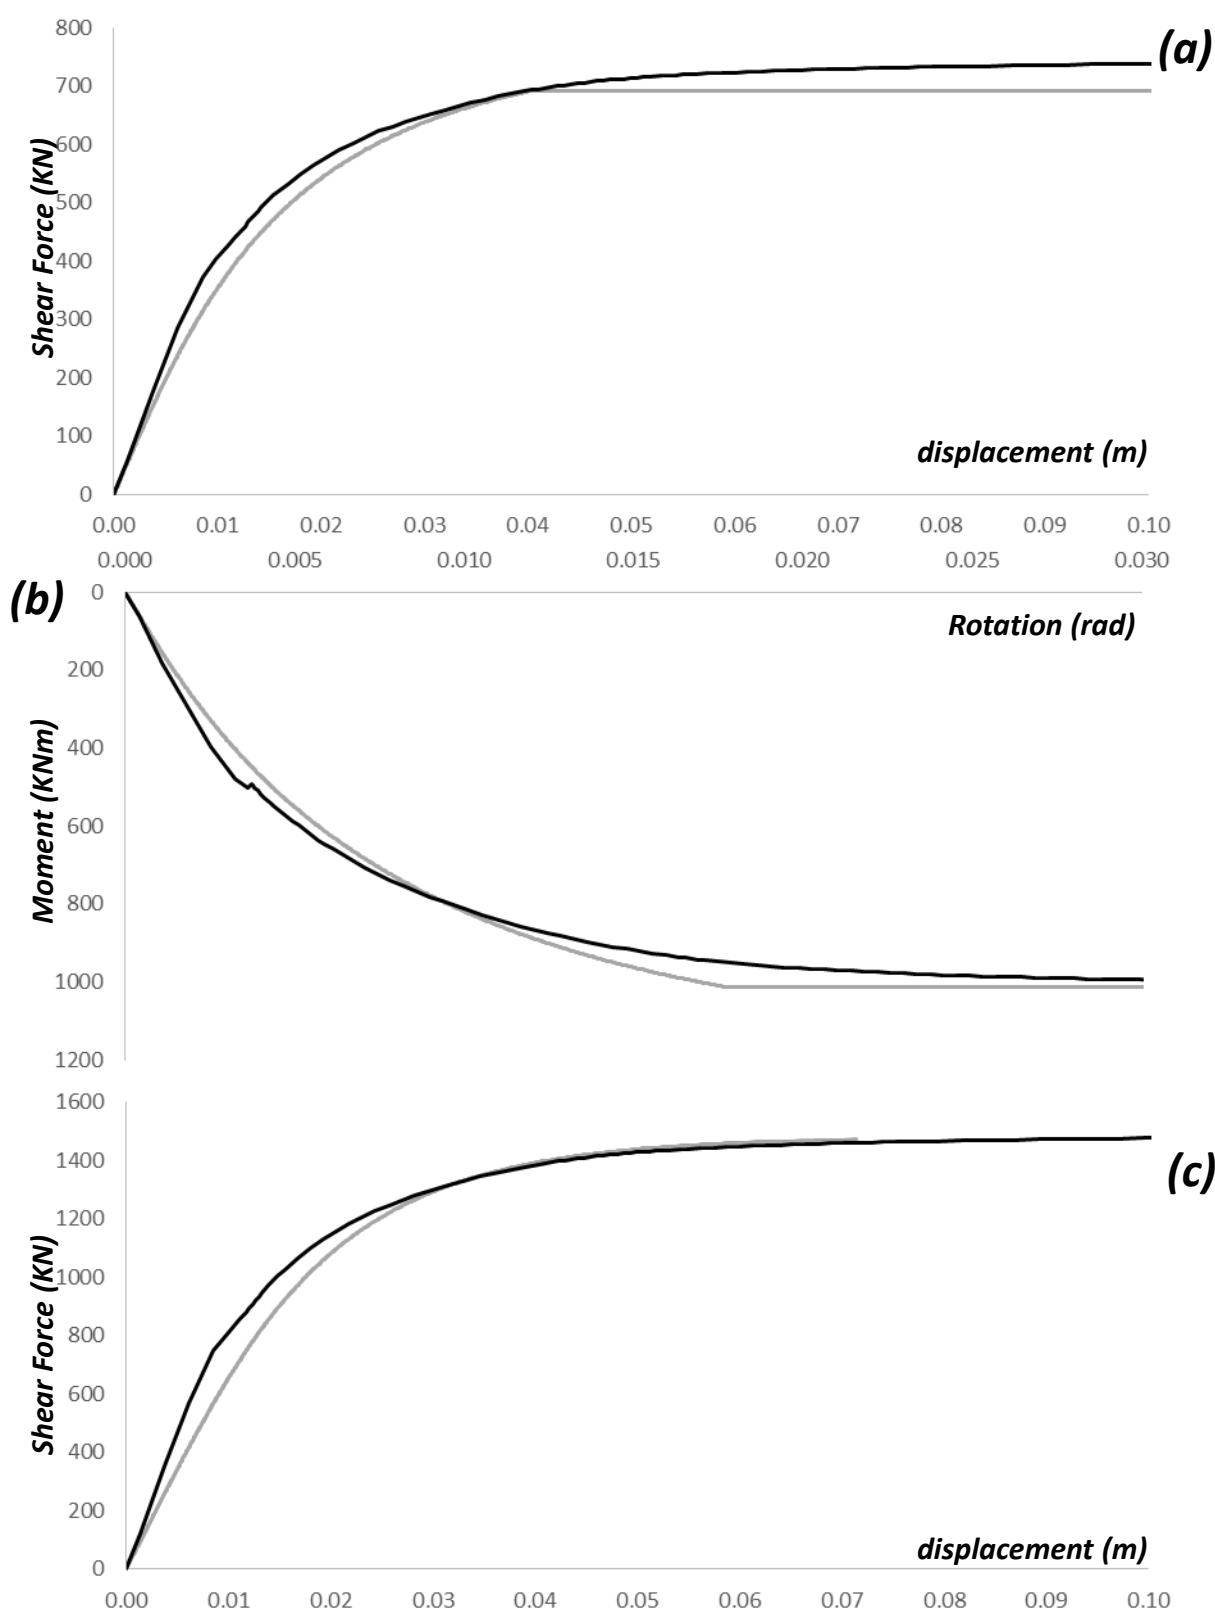 800
(a)
700
600
500
400
300
200
100
0
Shear Force (KN)
displacement (m)
0.00 0.01 0.02 0.03 0.04 0.05 0.06 0.07 0.08 0.09 0.10
0.000 0.005 0.010 0.015 0.020 0.025 0.030
(b)
0
200
400
600
800
1000
1200
Moment (KNm)
Rotation (rad)
1600
1400
(c)
1200
1000
800
600
400
200
0
Shear Force (KN)
displacement (m)
0.00 0.01 0.02 0.03 0.04 0.05 0.06 0.07 0.08 0.09 0.10